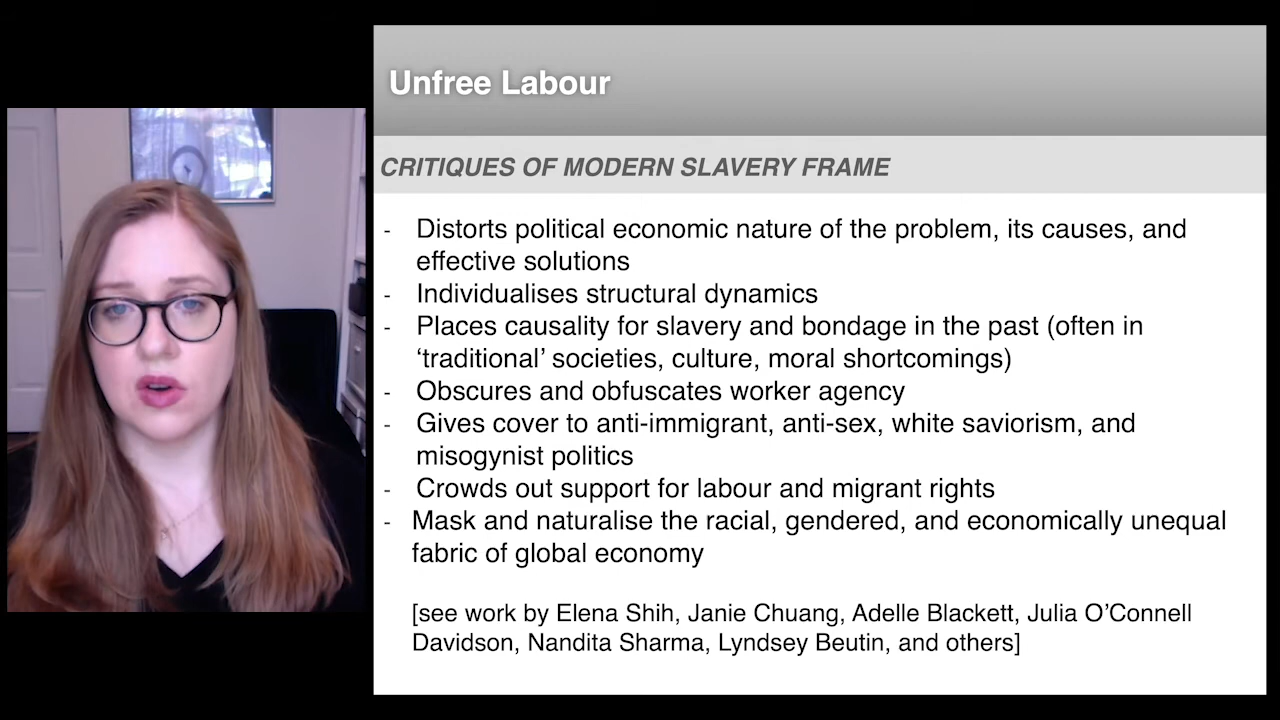 Unfree Labour
CRITIQUES OF MODERN SLAVERY FRAME
- Distorts political economic nature of the problem, its causes, and
effective solutions
- Individualises structural dynamics
- Places causality for slavery and bondage in the past (often in
‘traditional’ societies, culture, moral shortcomings)
- Obscures and obfuscates worker agency
- Gives cover to anti-immigrant, anti-sex, white saviorism, and
misogynist politics
- Crowds out support for labour and migrant rights
- Mask and naturalise the racial, gendered, and economically unequal
fabric of global economy
[see work by Elena Shih, Janie Chuang, Adelle Blackett, Julia O’Connell
Davidson, Nandita Sharma, Lyndsey Beutin, and others]